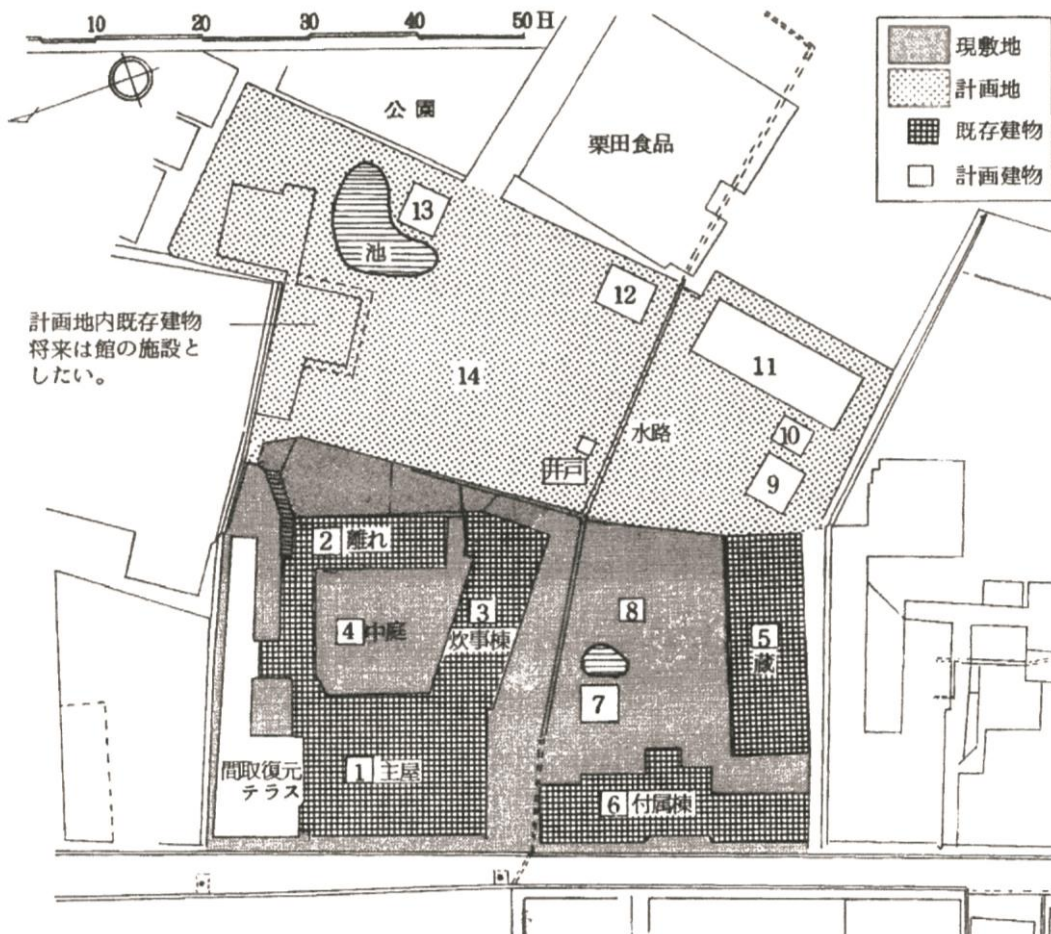 10 20 30 40 50 H
現敷地
計画地
既存建物
計画建物
公園
栗田食品
13
池
12
計画地内既存建物
将来は館の施設と
したい。
14
11
水路
10
井戸
9
2 離れ
3
炊事棟
4 中庭
8
5
蔵
7
間取復元
テラス
1 主屋
6 付属棟